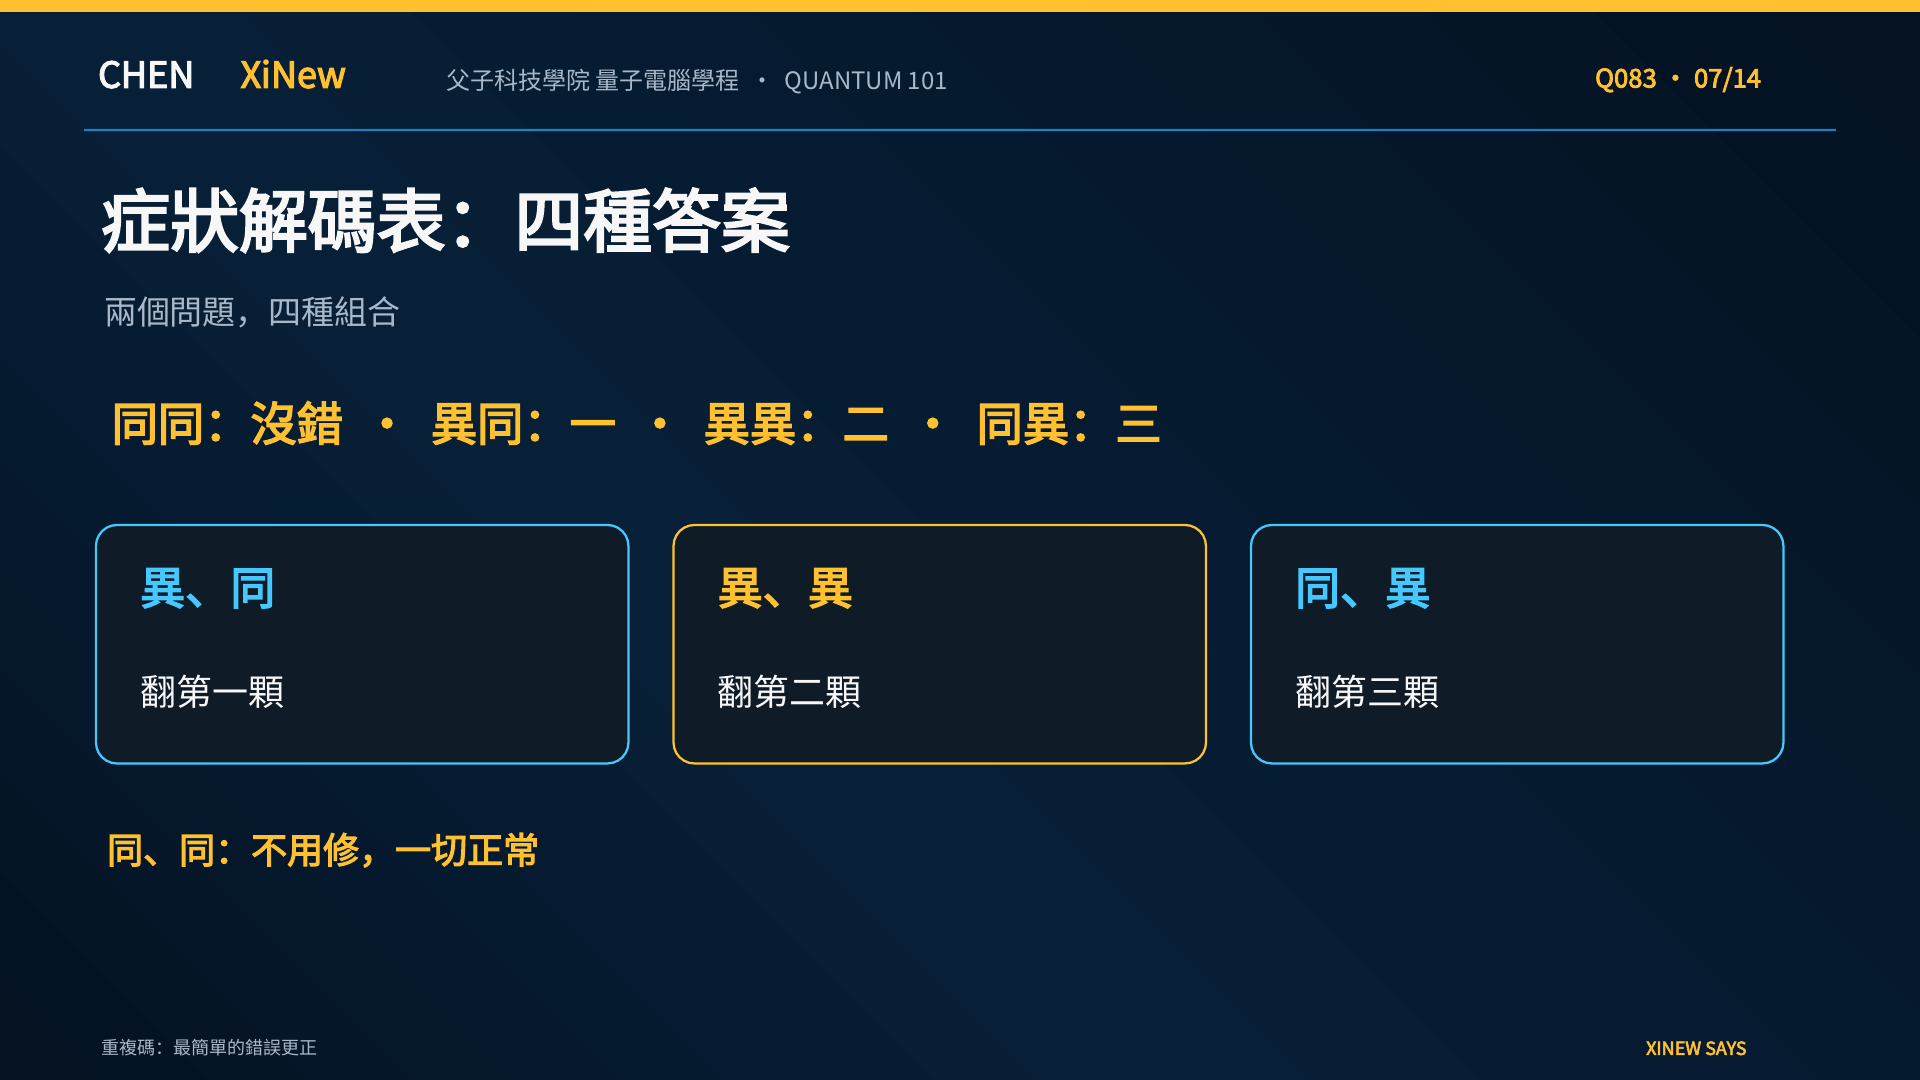 CHEN XiNew 父子科技學院 量子電腦學程 · QUANTUM 101 Q083 · 07/14
症狀解碼表：四種答案
兩個問題，四種組合
同同：沒錯 · 異同：一 · 異異：二 · 同異：三
異、同
翻第一顆
異、異
翻第二顆
同、異
翻第三顆
同、同：不用修，一切正常
重複碼：最簡單的錯誤更正
XINEW SAYS